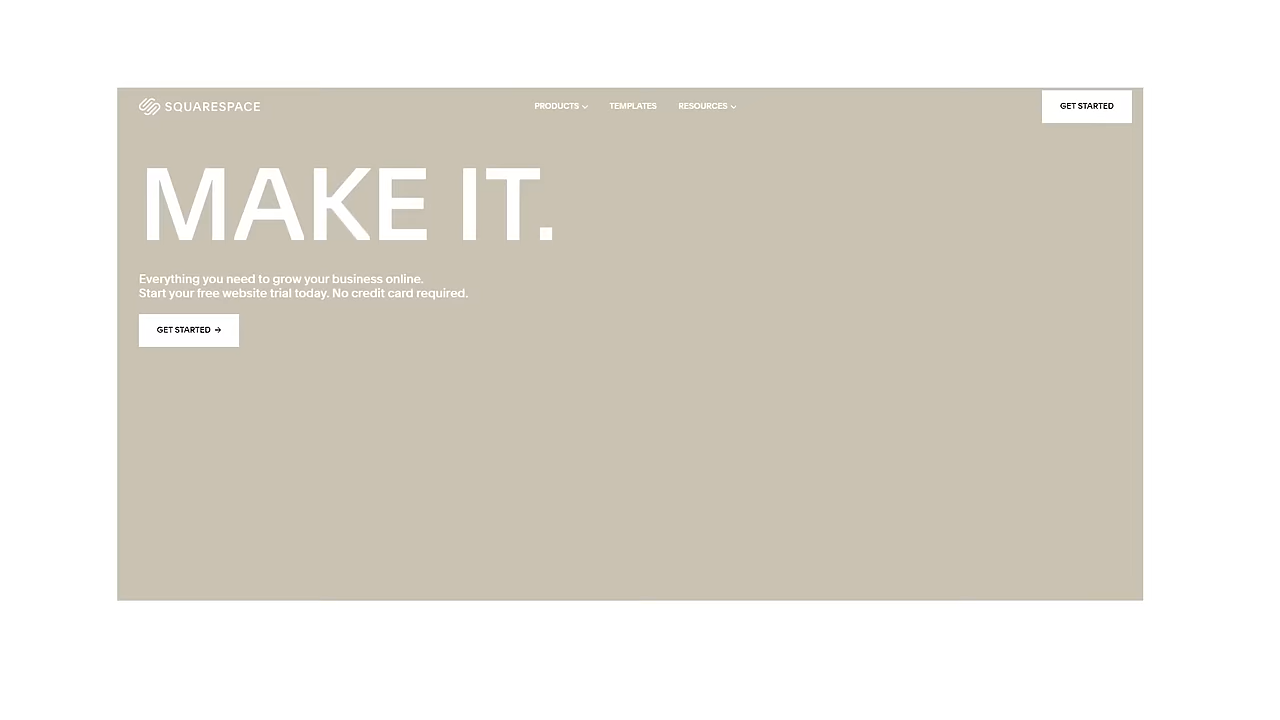 SQUARESPACE
PRODUCTS
TEMPLATES
RESOURCES
GET STARTED
MAKE IT.
Everything you need to grow your business online.
Start your free website trial today. No credit card required.
GET STARTED →